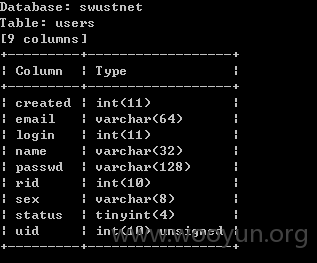 Database: swustnet
Table: users
[9 columns]
+---------+------------------+
| Column  | Type             |
+---------+------------------+
| created | int(11)          |
| email   | varchar(64)      |
| login   | int(11)          |
| name    | varchar(32)      |
| passwd  | varchar(128)     |
| rid     | int(10)          |
| sex     | varchar(8)       |
| status  | tinyint(4)       |
| uid     | int(10) unsigned |
+---------+------------------+
www.wooyun.org